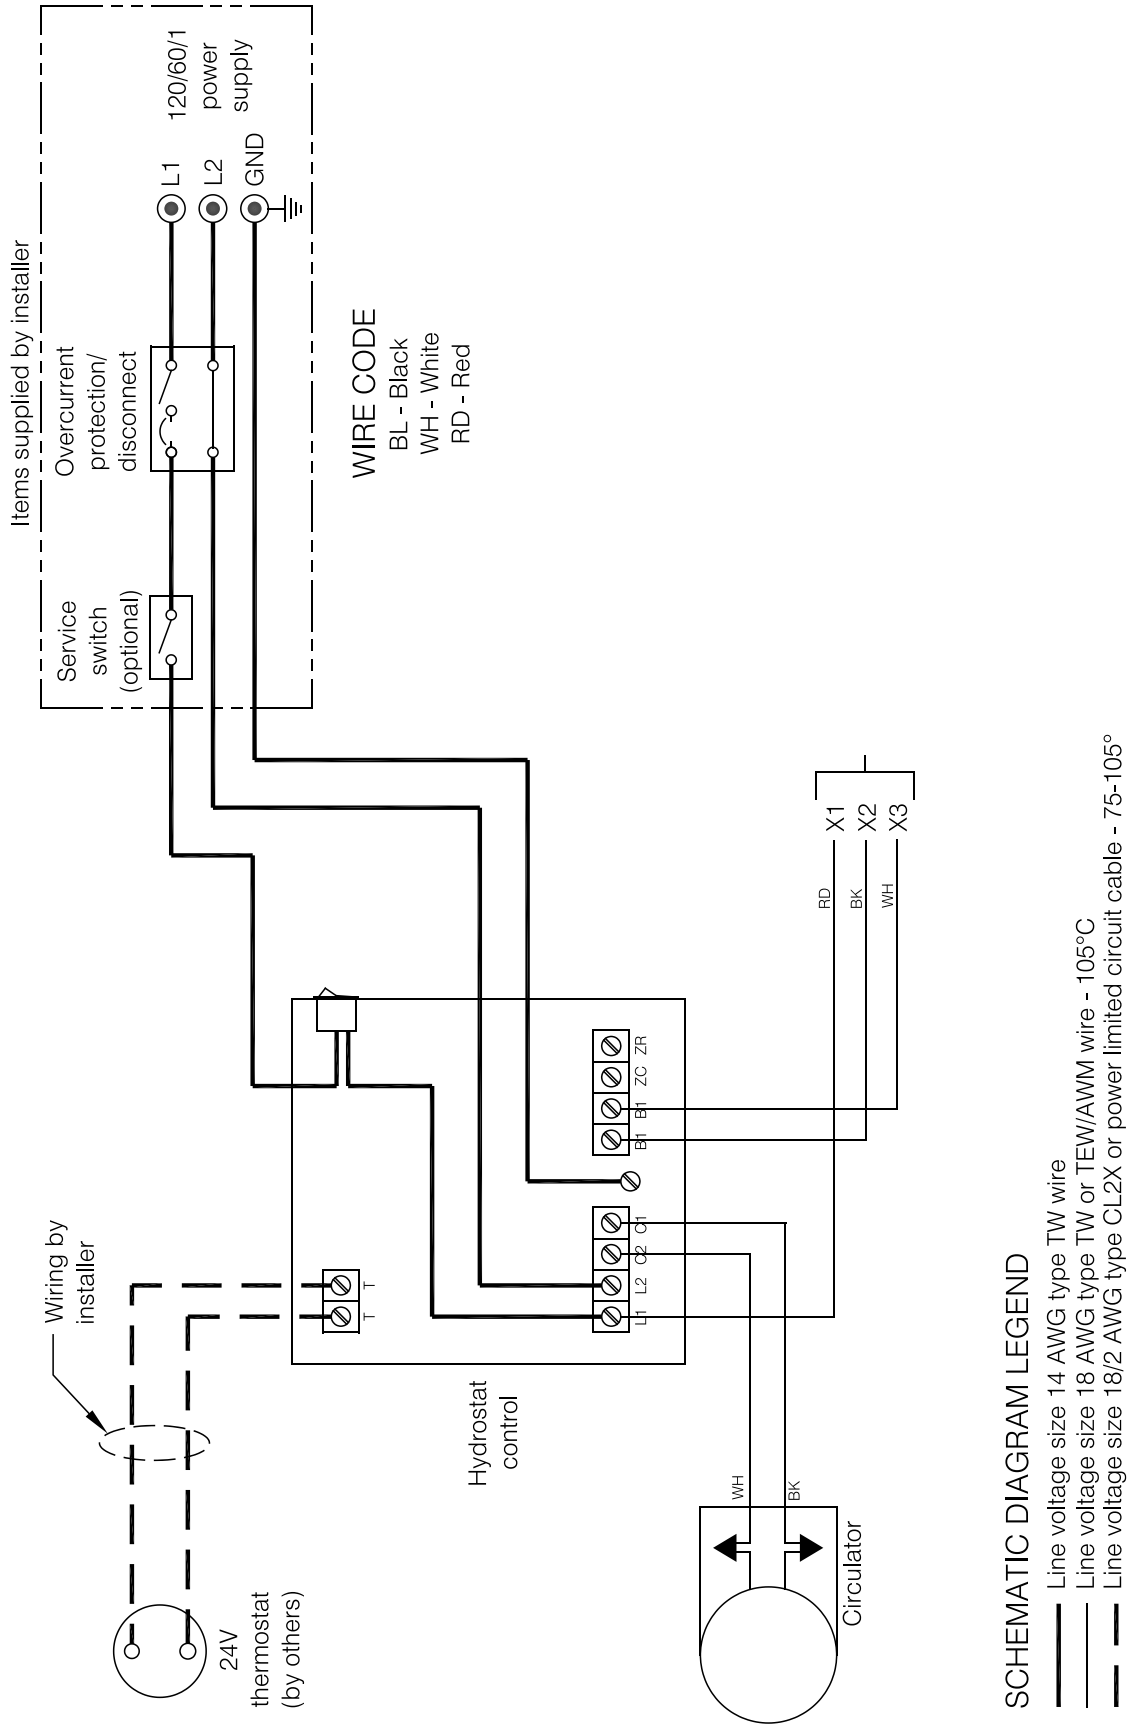 Items supplied by installer
Service
switch
(optional)
Overcurrent
protection/
disconnect
L1
L2
GND
120/60/1
power
supply
WIRE CODE
BL - Black
WH - White
RD - Red
Wiring by
installer
24V
thermostat
(by others)
T
T
Hydrostat
control
L1
L2
C2
C1
B1
B1
ZC
ZR
RD
BK
WH
X1
X2
X3
WH
BK
Circulator
SCHEMATIC DIAGRAM LEGEND
Line voltage size 14 AWG type TW wire
Line voltage size 18 AWG type TW or TEW/AWM wire - 105°C
Line voltage size 18/2 AWG type CL2X or power limited circuit cable - 75-105°